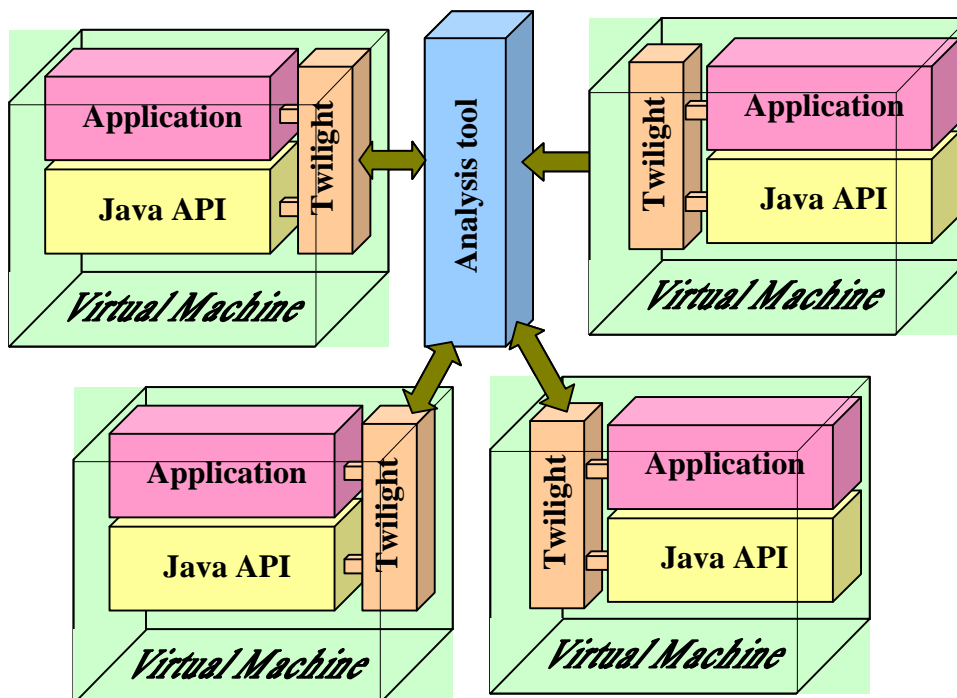 Application
Java API
Twilight
Virtual Machine
Analysis tool
Twilight
Application
Java API
Virtual Machine
Application
Java API
Twilight
Virtual Machine
Twilight
Application
Java API
Virtual Machine